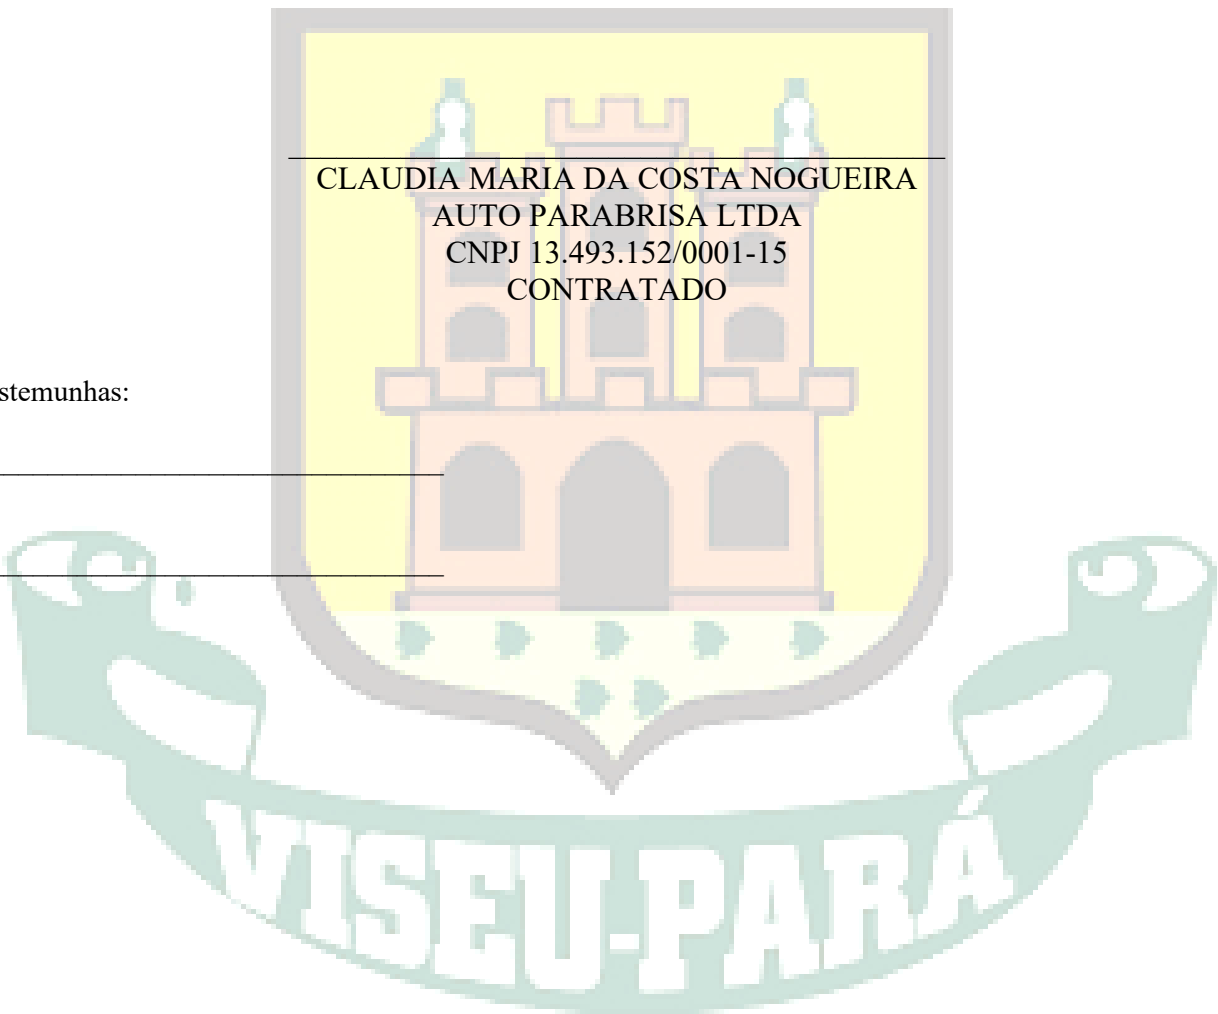 CLAUDIA MARIA DA COSTA NOGUEIRA
AUTO PARABRISA LTDA
CNPJ 13.493.152/0001-15
CONTRATADO
stemunhas:
VISEU-PARÁ